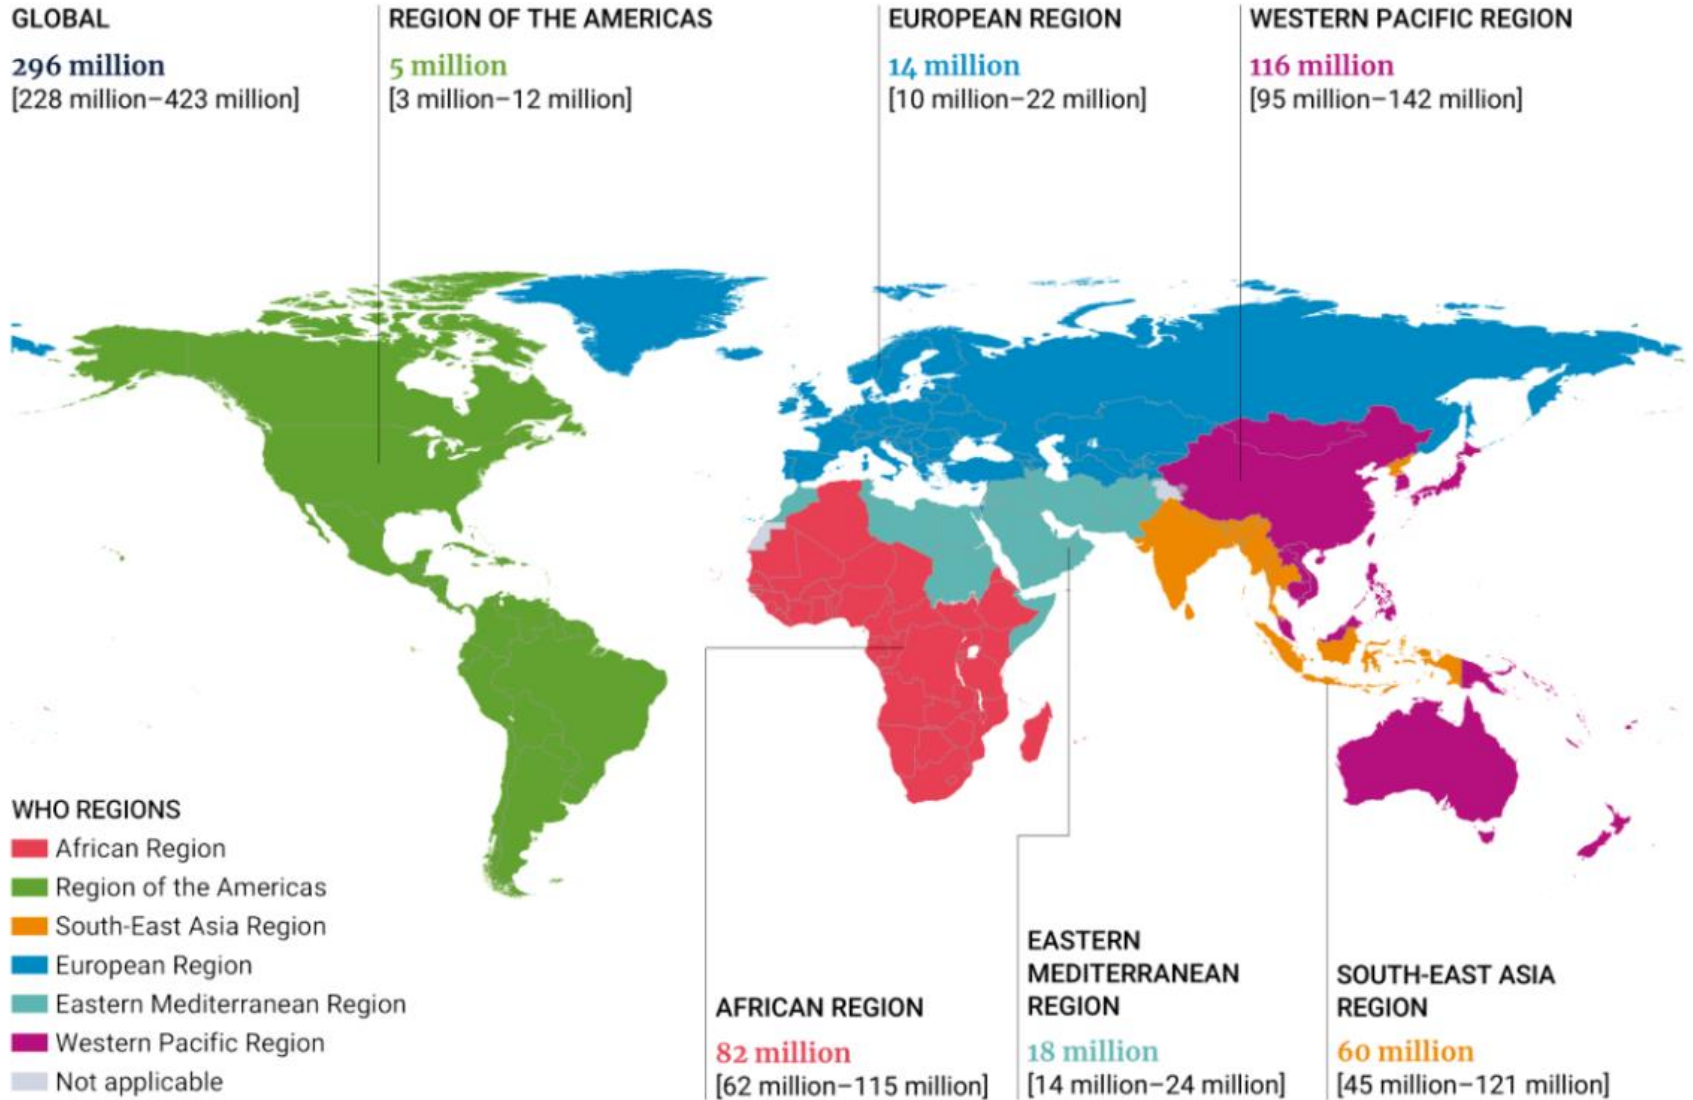 GLOBAL
296 million
[228 million–423 million]
REGION OF THE AMERICAS
5 million
[3 million–12 million]
EUROPEAN REGION
14 million
[10 million–22 million]
WESTERN PACIFIC REGION
116 million
[95 million–142 million]
WHO REGIONS
African Region
Region of the Americas
South-East Asia Region
European Region
Eastern Mediterranean Region
Western Pacific Region
Not applicable
AFRICAN REGION
82 million
[62 million–115 million]
EASTERN
MEDITERRANEAN
REGION
18 million
[14 million–24 million]
SOUTH-EAST ASIA
REGION
60 million
[45 million–121 million]